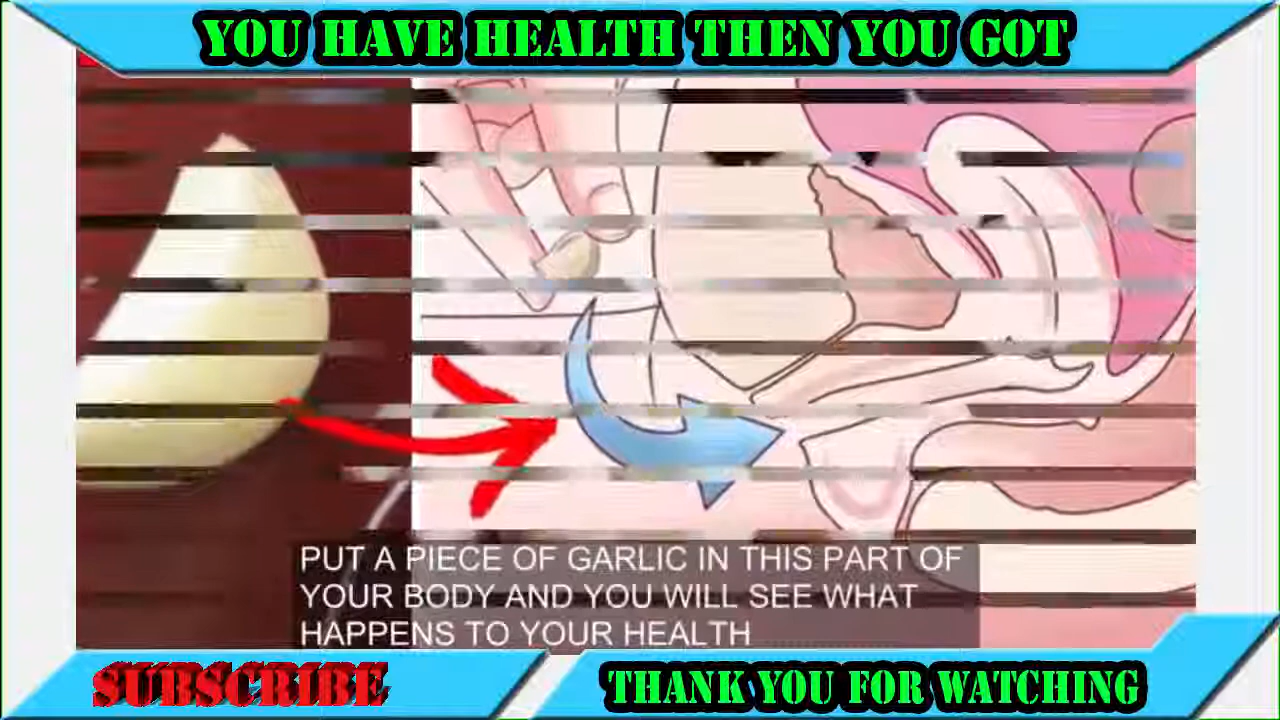 YOU HAVE HEALTH THEN YOU GOT
PUT A PIECE OF GARLIC IN THIS PART OF
YOUR BODY AND YOU WILL SEE WHAT
HAPPENS TO YOUR HEALTH
SUBSCRIBE
THANK YOU FOR WATCHING